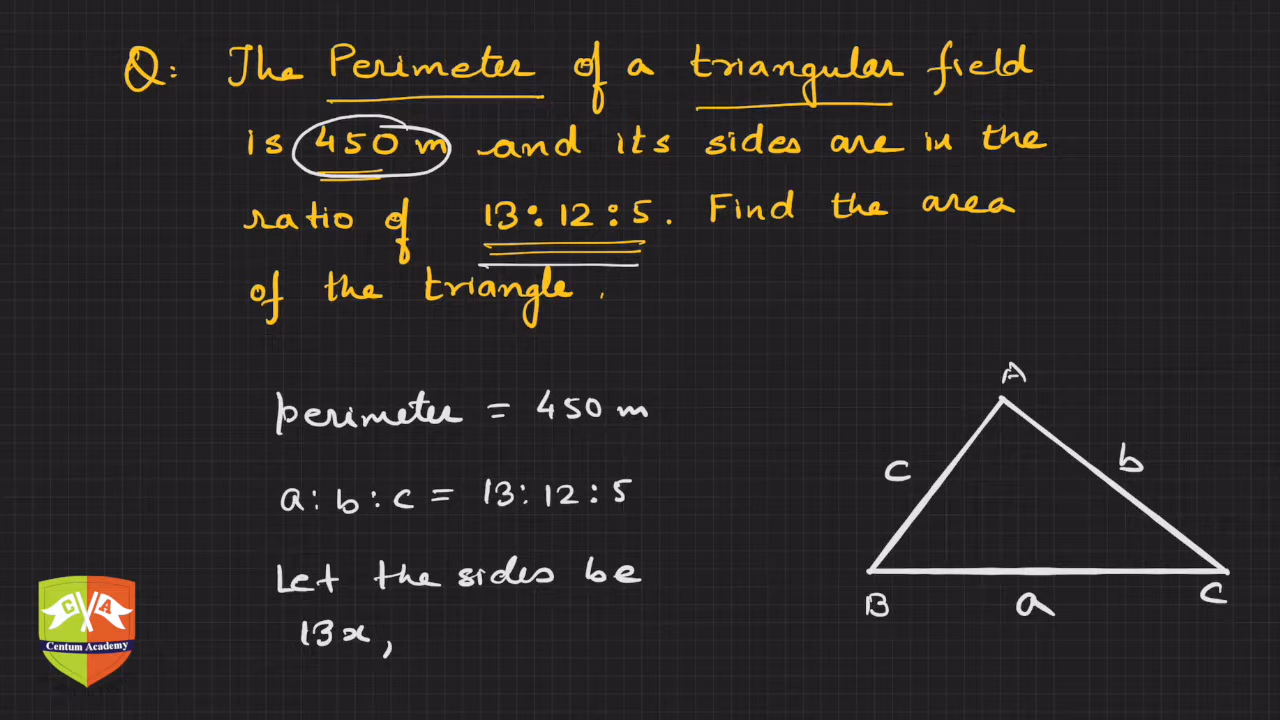 Q: The Perimeter of a triangular field
is 450 m and its sides are in the
ratio of 13:12:5. Find the area
of the triangle.
perimeter = 450 m
a:b:c = 13:12:5
Let the sides be
13x,
A
c
b
B
a
C
C A
Centum Academy